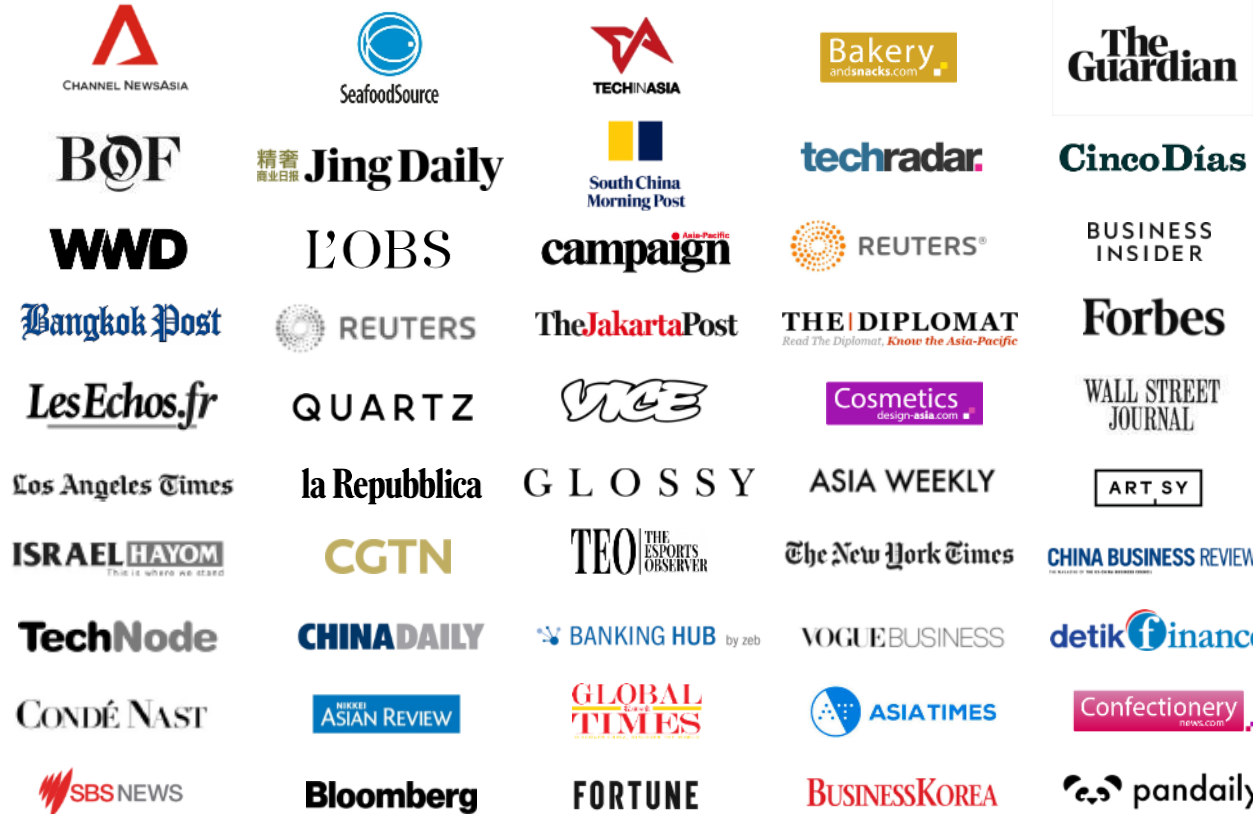 CHANNEL NEWSASIA
SeafoodSource
TECHINASIA
Bakery
andsnacks.com
The
Guardian
BOF
精奢
商业日报
Jing Daily
South China
Morning Post
techradar.
CincoDías
WWD
L'OBS
Asia-Pacific
campaign
REUTERS®
BUSINESS
INSIDER
Bangkok Post
REUTERS
TheJakartaPost
THE|DIPLOMAT
Read The Diplomat, Know the Asia-Pacific
Forbes
LesEchos.fr
QUARTZ
VICE
Cosmetics
design-asia.com
WALL STREET
JOURNAL
Los Angeles Times
la Repubblica
GLOSSY
ASIA WEEKLY
ARTSY
ISRAEL HAYOM
This is where we stand
CGTN
TEO
THE
ESPORTS
OBSERVER
The New York Times
CHINA BUSINESS REVIEW
TechNode
CHINADAILY
BANKING HUB by zeb
VOGUE BUSINESS
detikfinance
CONDÉ NAST
NIKKEI
ASIAN REVIEW
GLOBAL
TIMES
ASIA TIMES
Confectionery
news.com
SBS NEWS
Bloomberg
FORTUNE
BUSINESSKOREA
pandaily